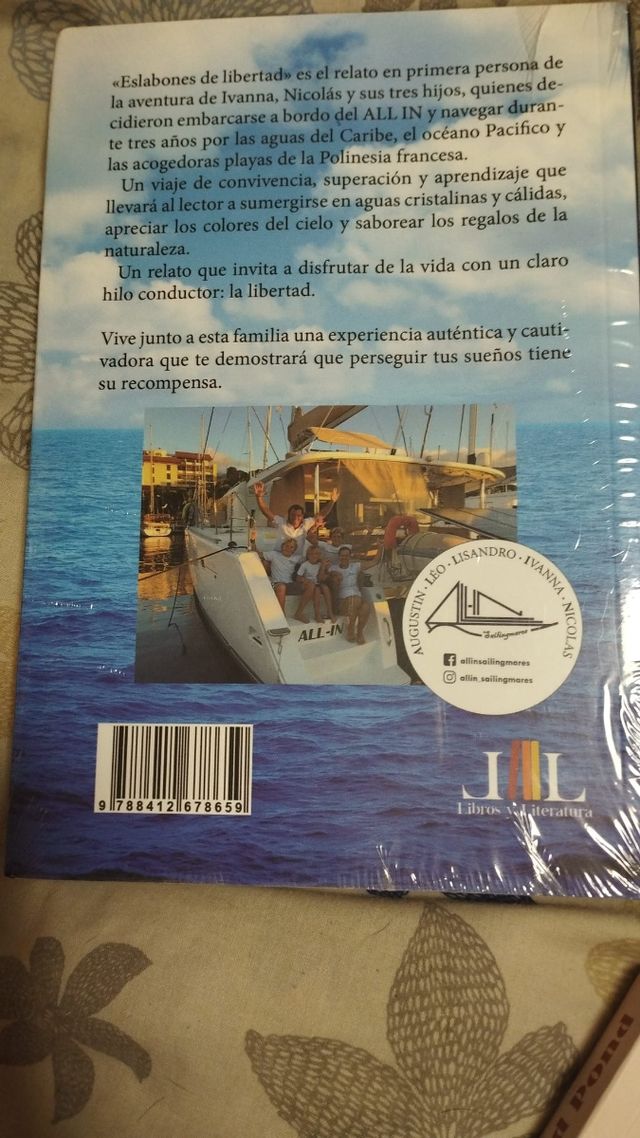 «Eslabones de libertad» es el relato en primera persona de
la aventura de Ivanna, Nicolás y sus tres hijos, quienes de-
cidieron embarcarse a bordo del ALL IN y navegar duran-
te tres años por las aguas del Caribe, el océano Pacifico y
las acogedoras playas de la Polinesia francesa.
Un viaje de convivencia, superación y aprendizaje que
llevará al lector a sumergirse en aguas cristalinas y cálidas,
apreciar los colores del cielo y saborear los regalos de la
naturaleza.
Un relato que invita a disfrutar de la vida con un claro
hilo conductor: la libertad.
Vive junto a esta familia una experiencia auténtica y cauti-
vadora que te demostrará que perseguir tus sueños tiene
su recompensa.
ALL-IN
AUGUSTIN · LÉO · LISANDRO · IVANNA · NICOLAS
ALL-IN
Sailingmares
allinsailingmares
allin_sailingmares
9 788412 678659
LL
Libros y Literatura
d pond